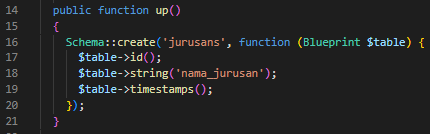 14 public function up()
15 {
16 Schema::create('jurusans', function (Blueprint $table) {
17 $table->id();
18 $table->string('nama_jurusan');
19 $table->timestamps();
20 });
21 }